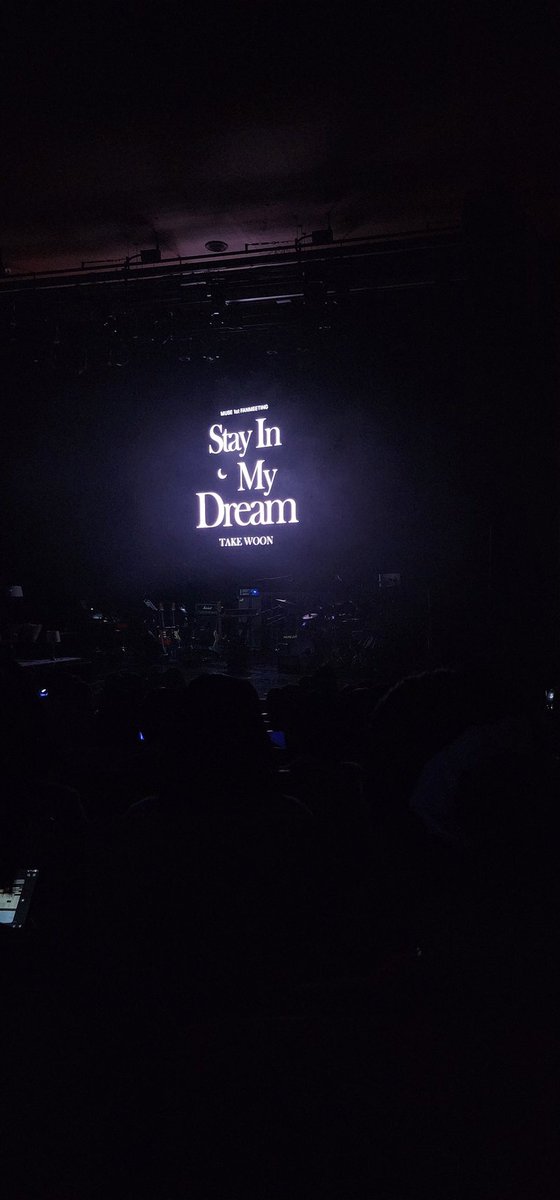 MUSE 1st FANMEETING
Stay In
My
Dream
TAKE WOON